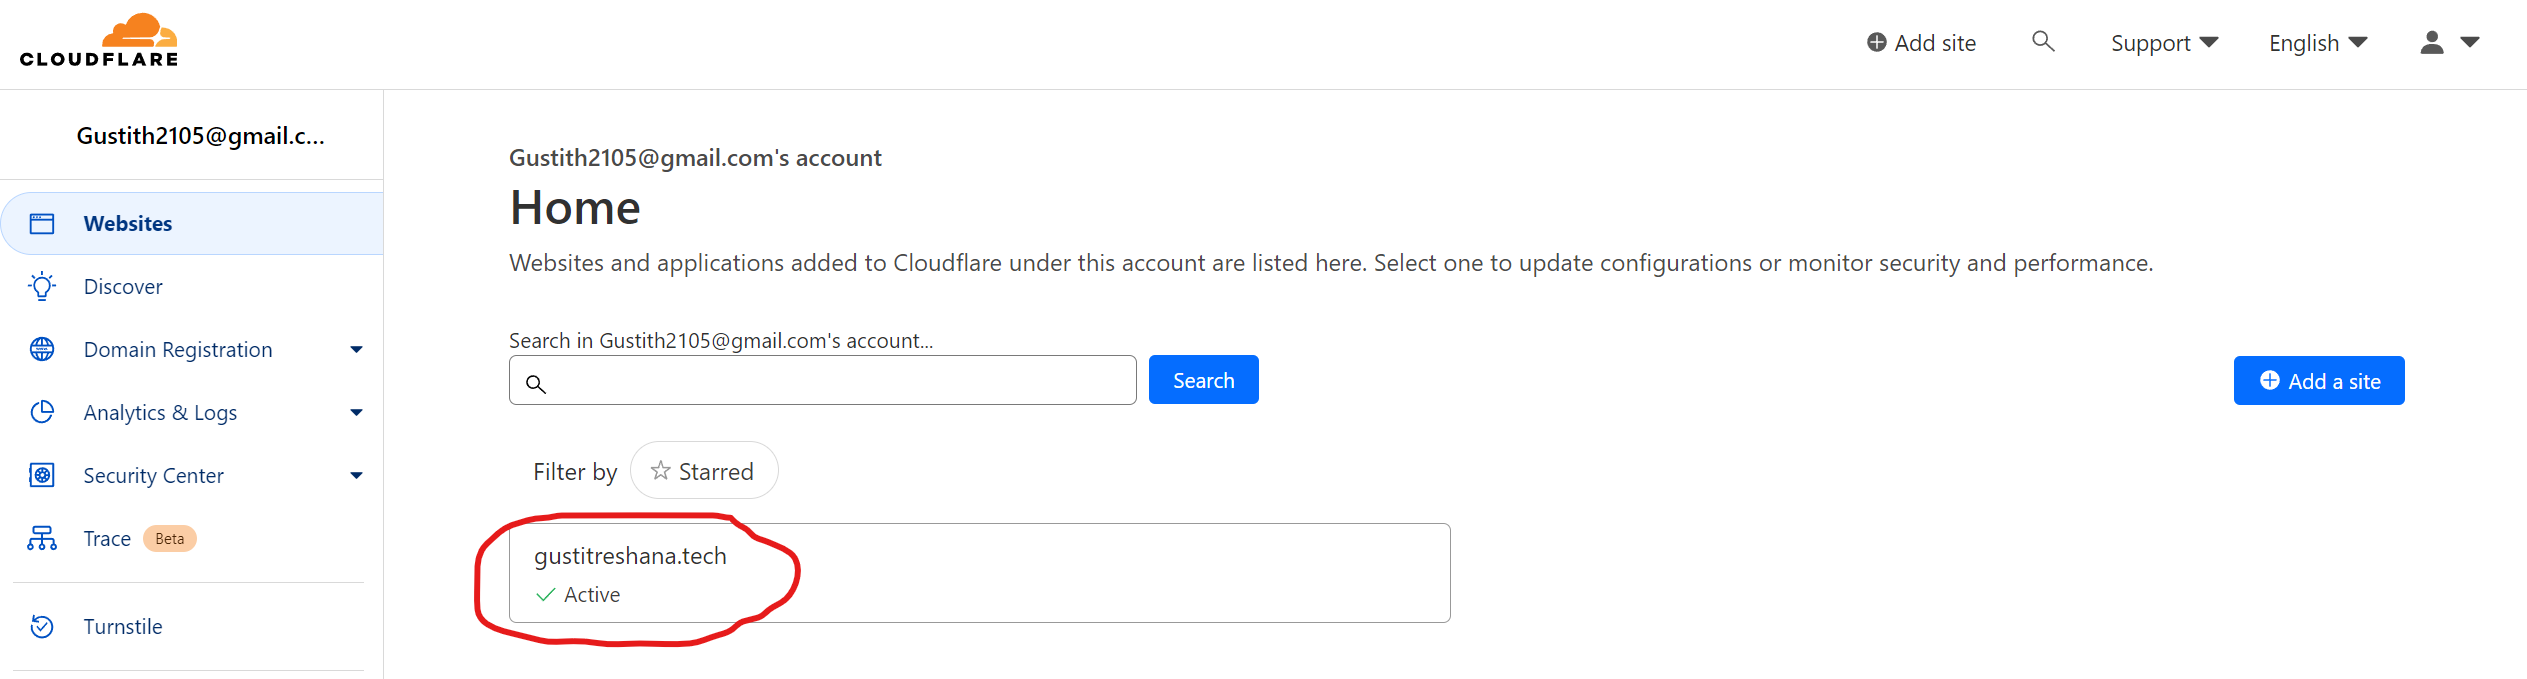 CLOUDFLARE
Add site
Support
English
Gustith2105@gmail.c...
Websites
Discover
Domain Registration
Analytics & Logs
Security Center
Trace Beta
Turnstile
Gustith2105@gmail.com's account
Home
Websites and applications added to Cloudflare under this account are listed here. Select one to update configurations or monitor security and performance.
Search in Gustith2105@gmail.com's account...
Search
Add a site
Filter by Starred
gustitreshana.tech
Active